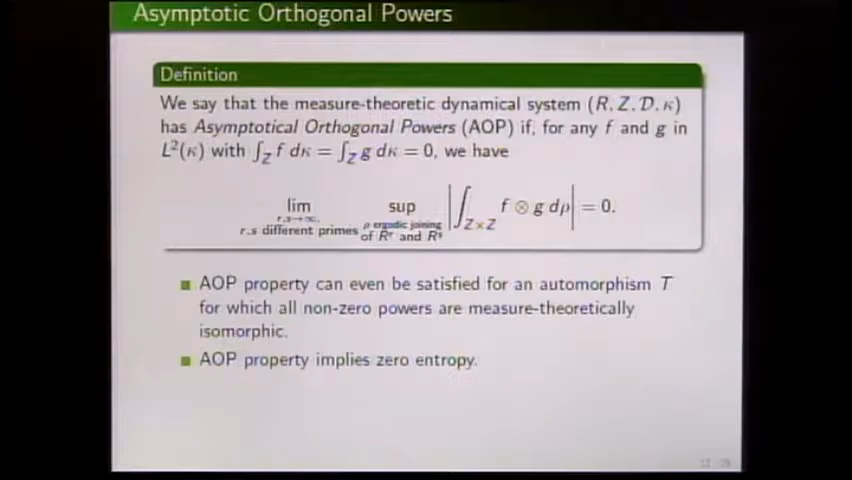 Asymptotic Orthogonal Powers
Definition
We say that the measure-theoretic dynamical system (R, Z, 𝒟, κ)
has Asymptotical Orthogonal Powers (AOP) if, for any f and g in
L²(κ) with ∫_Z f dκ = ∫_Z g dκ = 0, we have
lim sup |∫_{Z×Z} f ⊗ g dρ| = 0.
r,s→∞, ρ ergodic joining
r,s different primes of Rʳ and Rˢ
AOP property can even be satisfied for an automorphism T
for which all non-zero powers are measure-theoretically
isomorphic.
AOP property implies zero entropy.